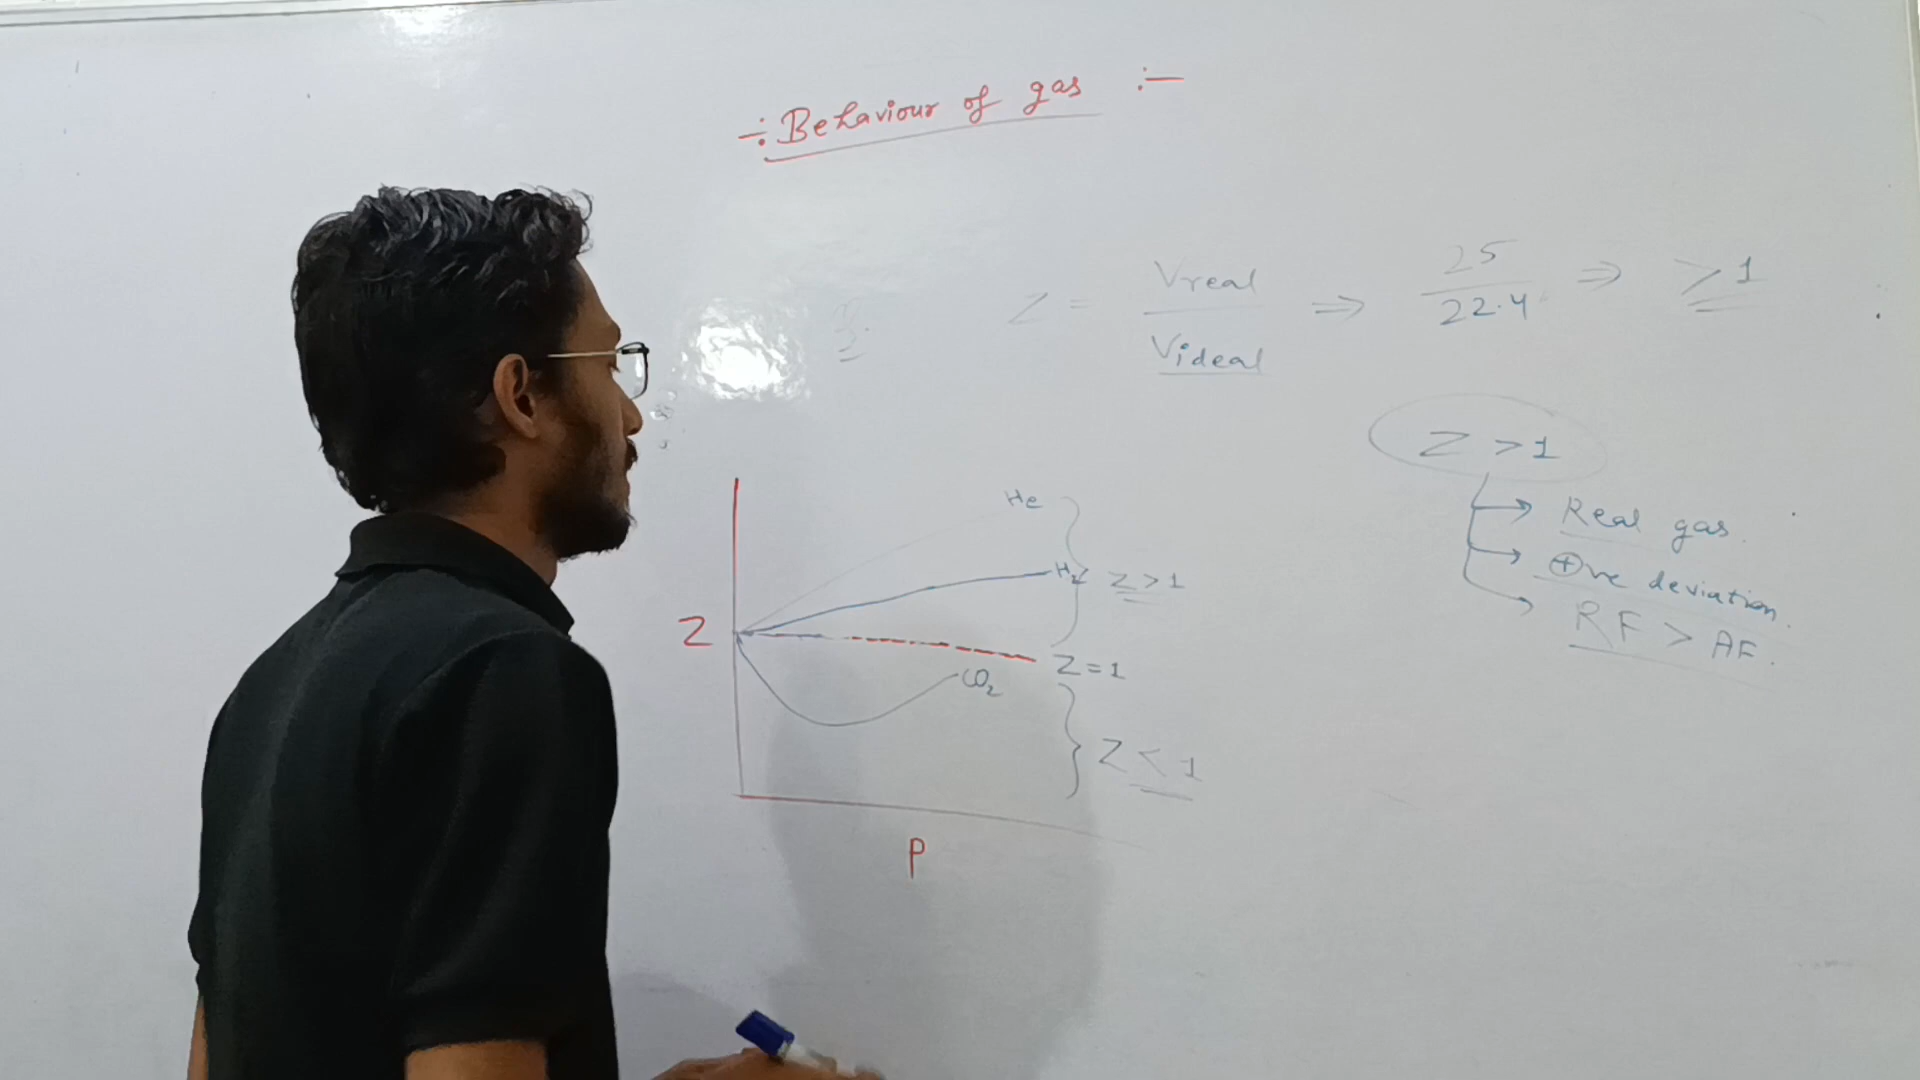 ÷ Behaviour of gas :-
Z = Vreal / Videal ⇒ 25 / 22.4 ⇒ > 1
Z > 1
→ Real gas.
→ ⊕ve deviation.
→ RF > AF.
He
H2
Z > 1
Z
Z = 1
CO2
Z < 1
P